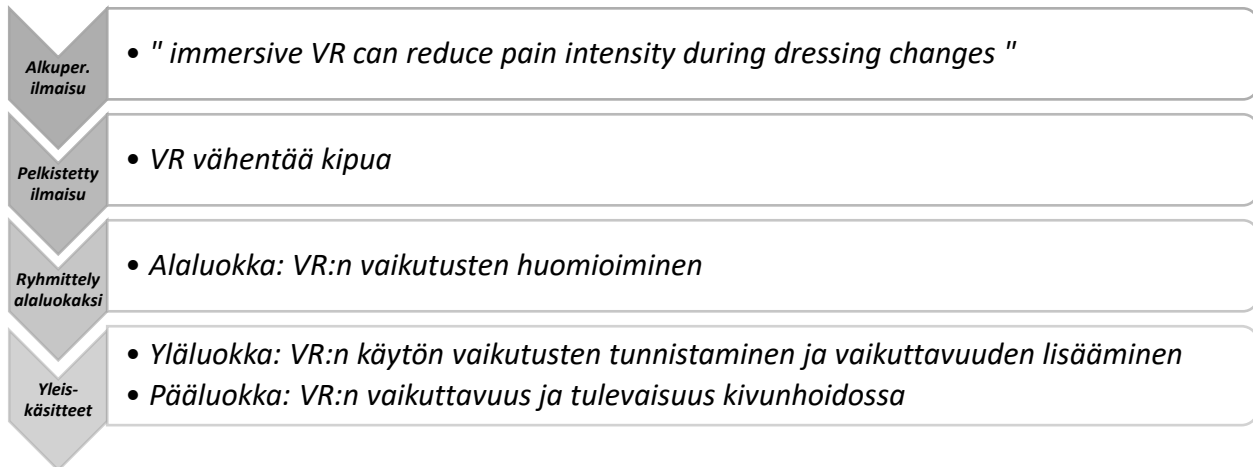 Alkuper.
ilmaisu
• " immersive VR can reduce pain intensity during dressing changes "
Pelkistetty
ilmaisu
• VR vähentää kipua
Ryhmittely
alaluokaksi
• Alaluokka: VR:n vaikutusten huomioiminen
Yleis-
käsitteet
• Yläluokka: VR:n käytön vaikutusten tunnistaminen ja vaikuttavuuden lisääminen
• Pääluokka: VR:n vaikuttavuus ja tulevaisuus kivunhoidossa